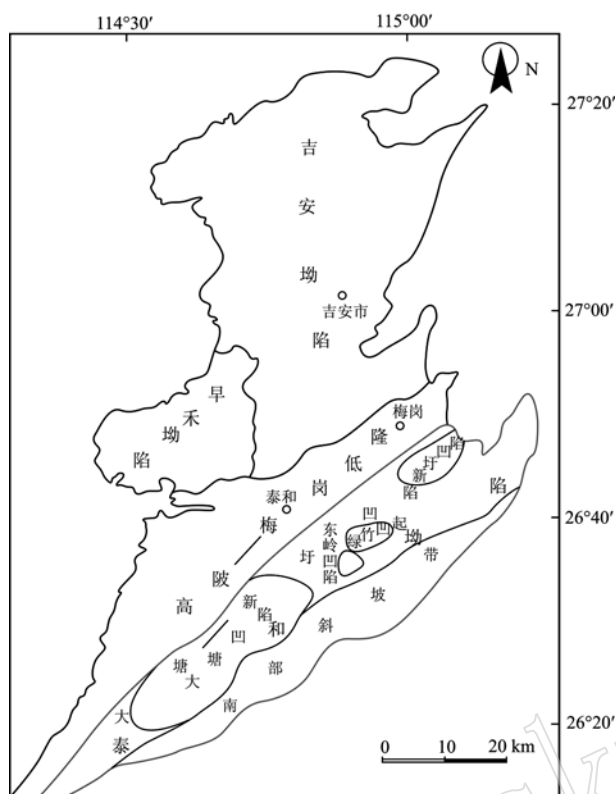 114°30′
115°00′
N
27°20′
吉安坳陷
吉安市
27°00′
早禾坳陷
梅岗
高陂—梅岗低隆
泰和
新圩凹陷
26°40′
大塘—新圩凹陷
绿竹凹起
东岭凹陷
大塘凹陷
泰和坳陷
南部斜坡带
26°20′
0 10 20 km